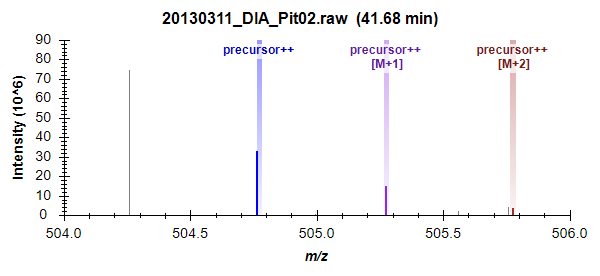 20130311_DIA_Pit02.raw (41.68 min)
90
precursor++ precursor++ precursor++
[M+1] [M+2]
80
70
60
50
40
30
20
10
0
Intensity (10^6)
504.0 504.5 505.0 505.5 506.0
m/z